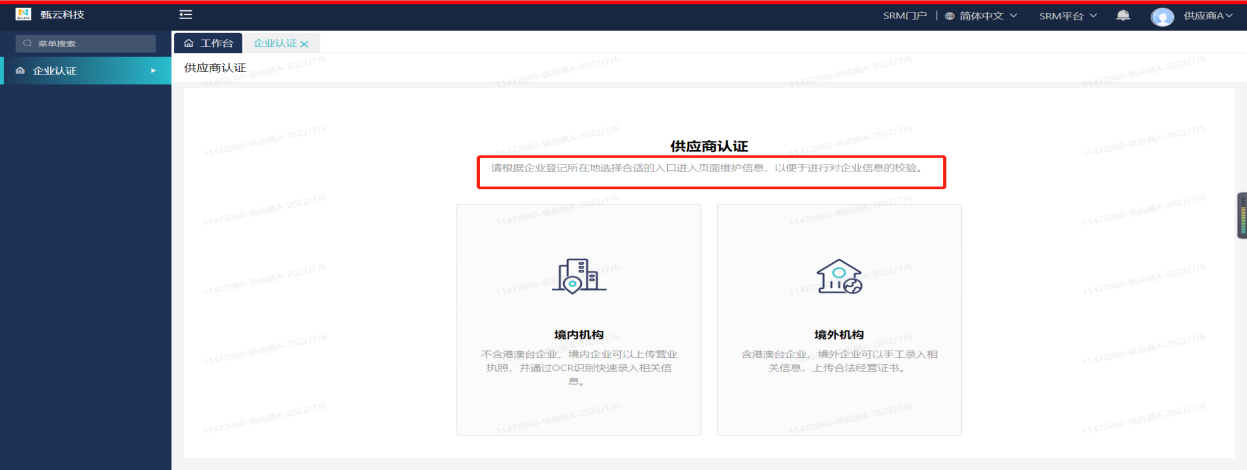 甄云科技
SRM门户 | 简体中文 SRM平台 供应商A
菜单搜索
工作台 企业认证 ×
企业认证
供应商认证
供应商认证
请根据企业登记所在地选择合适的入口进入页面维护信息，以便于进行对企业信息的校验。
境内机构
不含港澳台企业，境内企业可以上传营业
执照，并通过OCR识别快速录入相关信
息。
境外机构
含港澳台企业，境外企业可以手工录入相
关信息，上传合法经营证书。
11472060-供应商A-2022/7/6